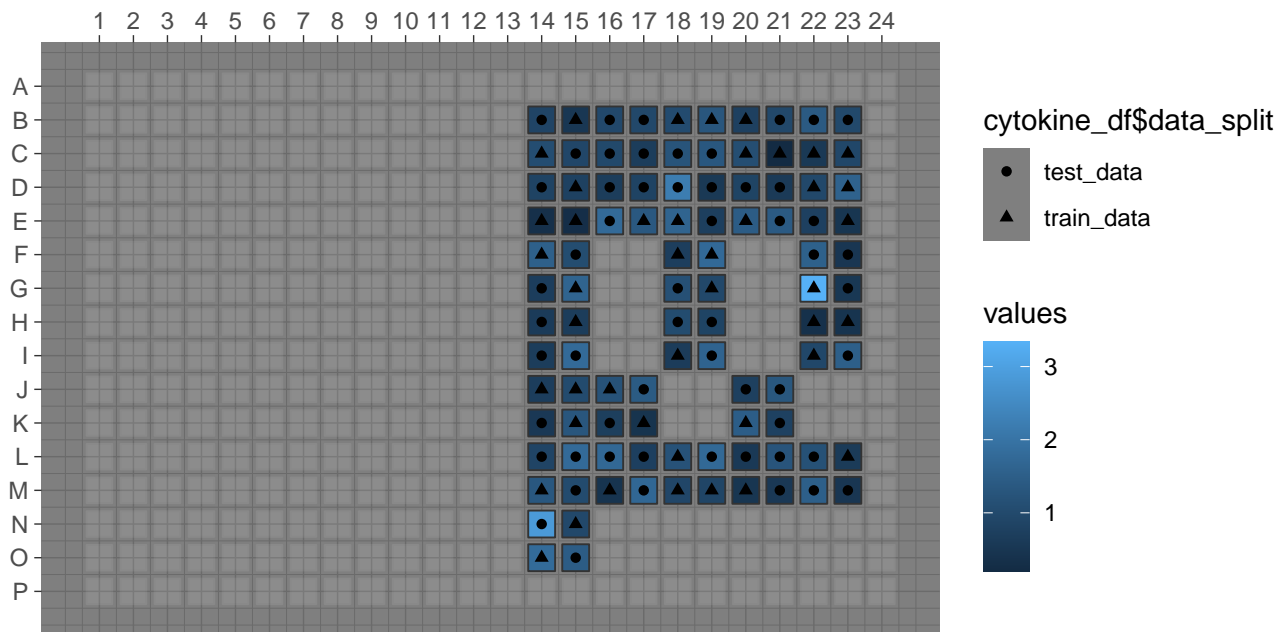 1 2 3 4 5 6 7 8 9 10 11 12 13 14 15 16 17 18 19 20 21 22 23 24
A
B
C
D
E
F
G
H
I
J
K
L
M
N
O
P
cytokine_df$data_split
test_data
train_data
values
3
2
1